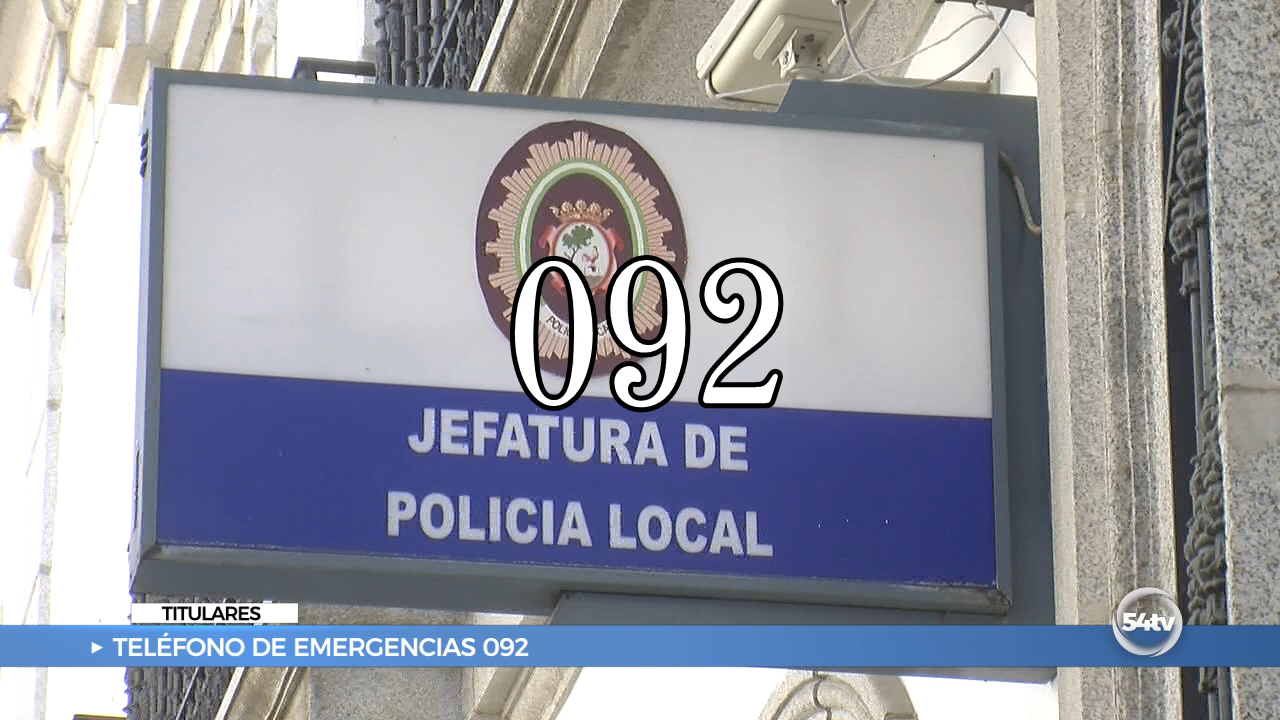 092
JEFATURA DE
POLICIA LOCAL
TITULARES
TELÉFONO DE EMERGENCIAS 092
54tv